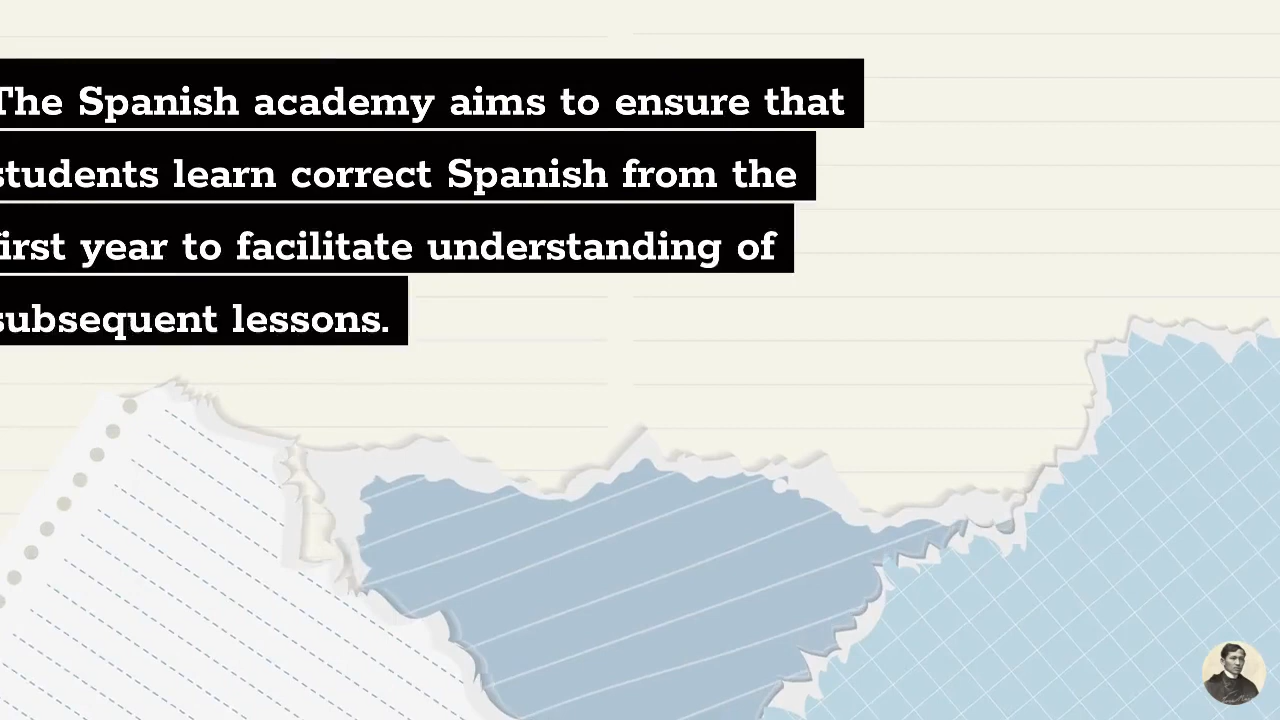 The Spanish academy aims to ensure that
students learn correct Spanish from the
first year to facilitate understanding of
subsequent lessons.